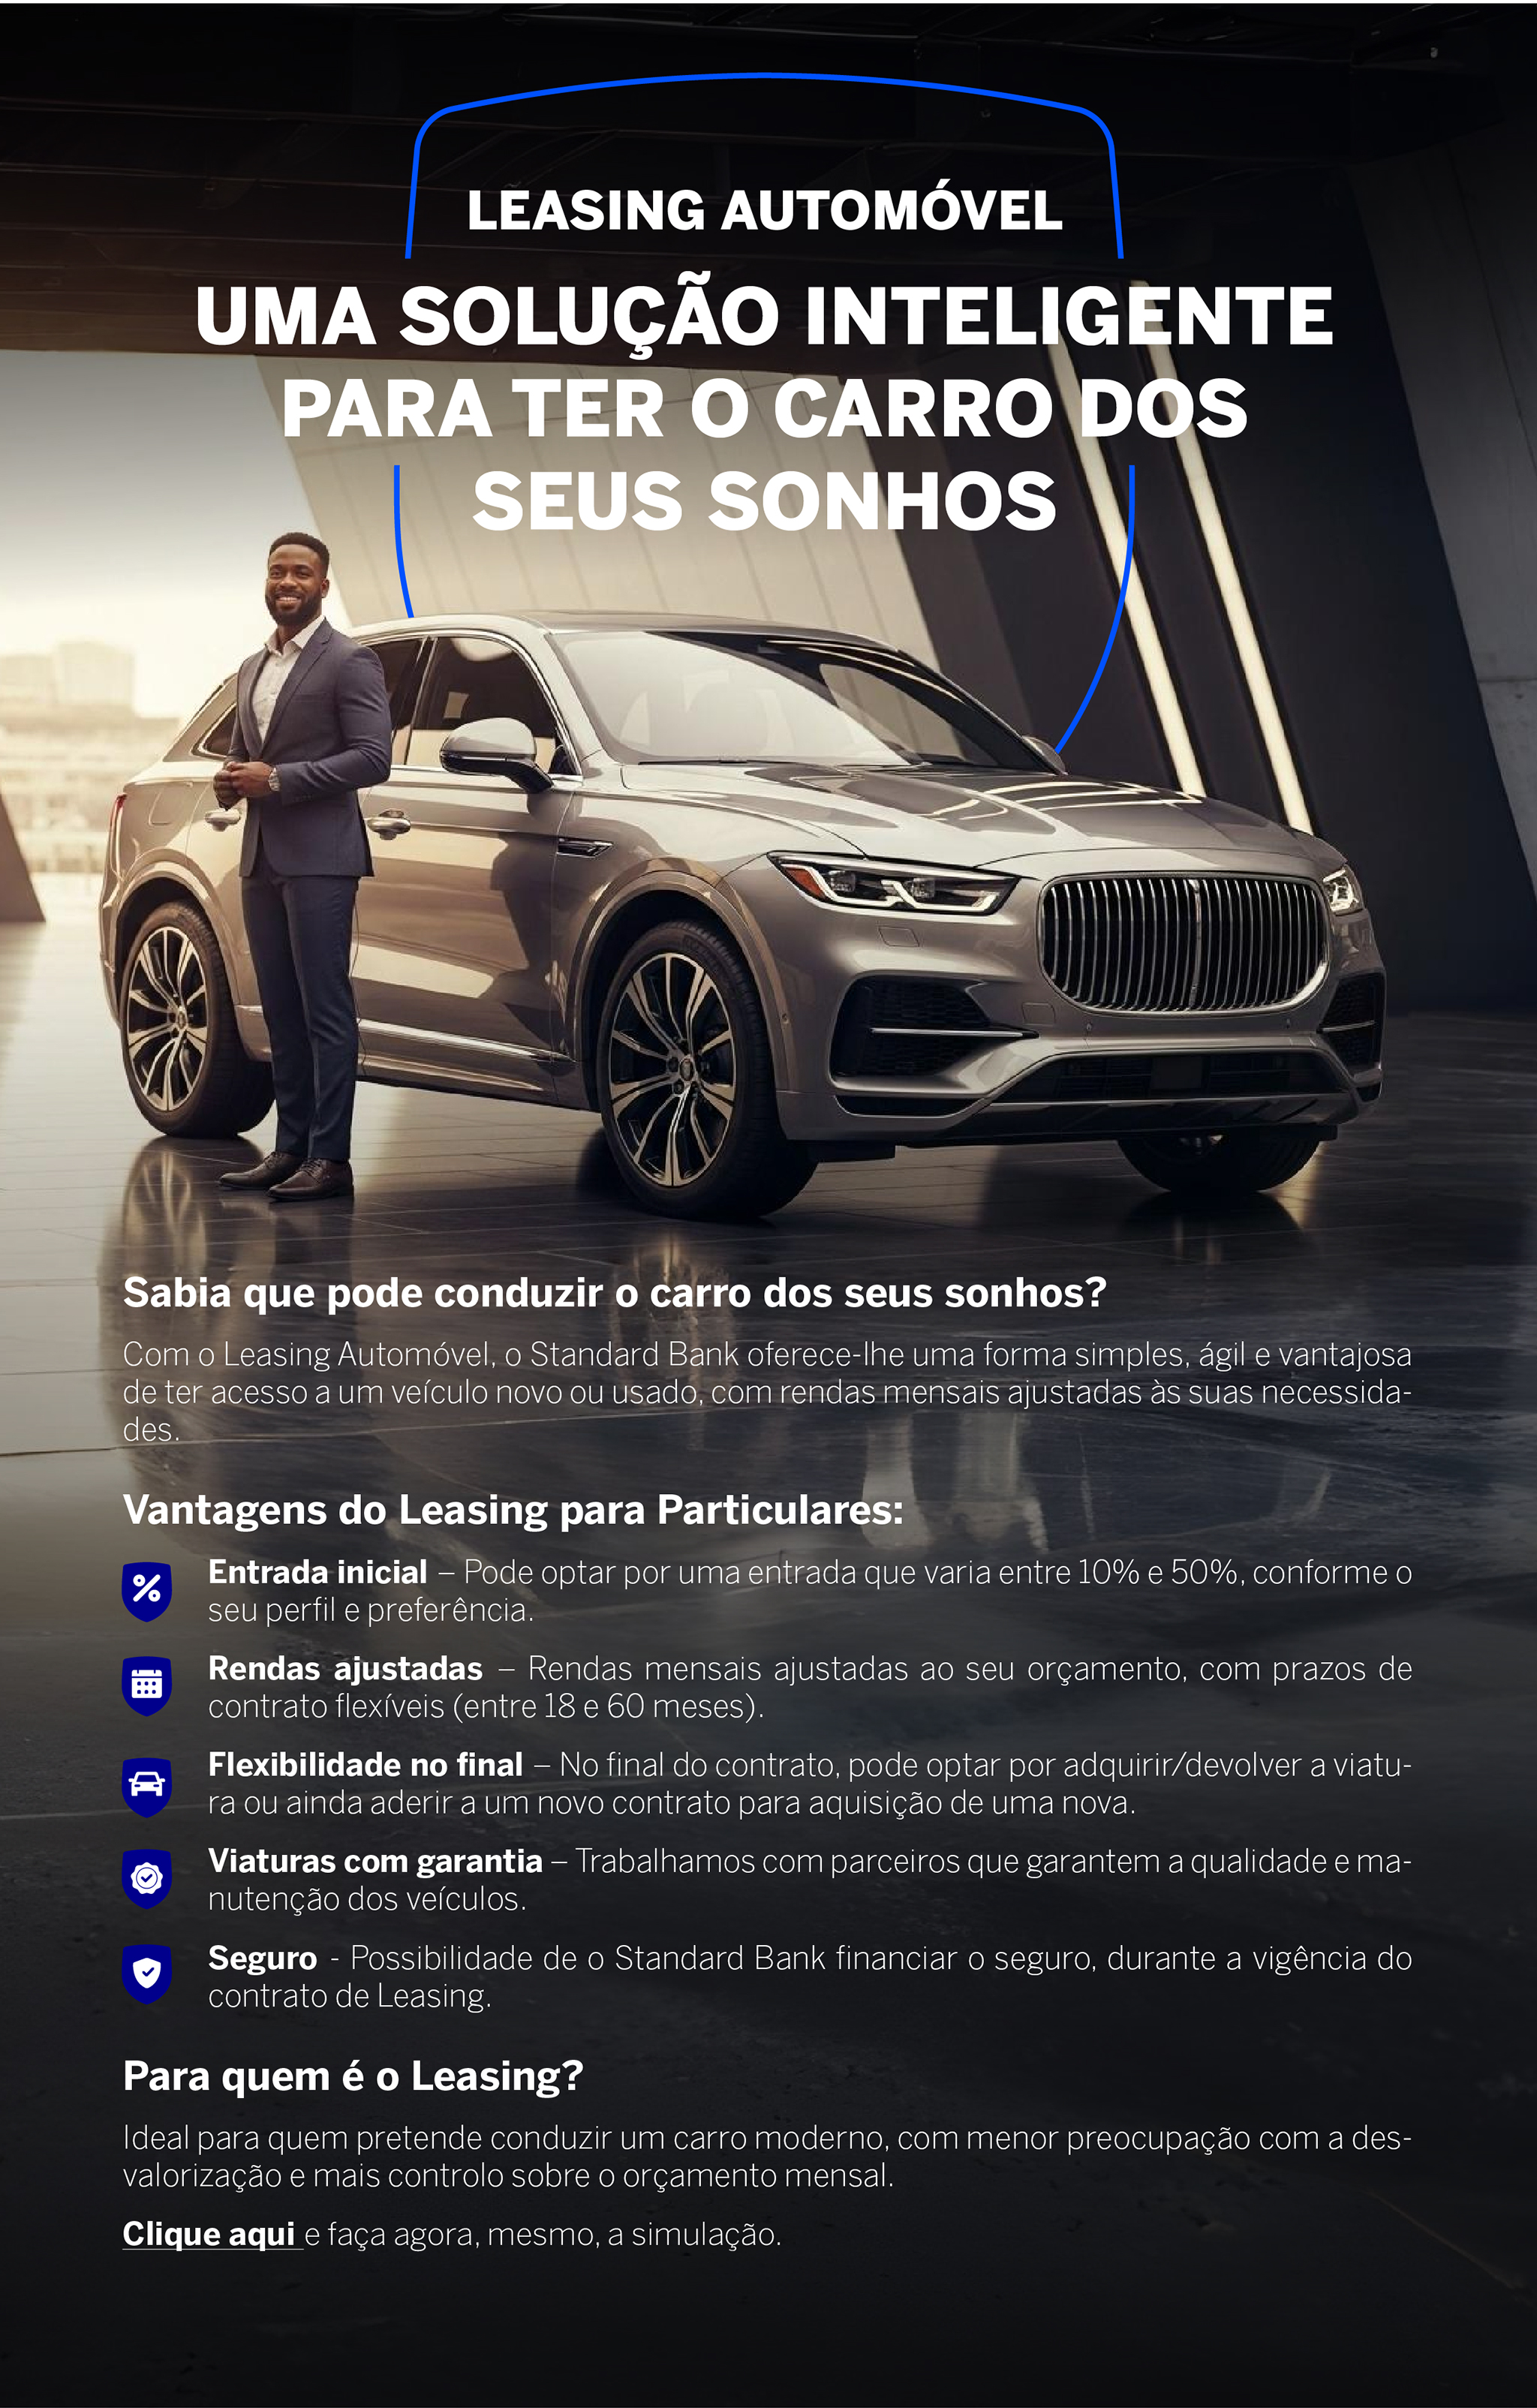 LEASING AUTOMÓVEL
UMA SOLUÇÃO INTELIGENTE
PARA TER O CARRO DOS
SEUS SONHOS
Sabia que pode conduzir o carro dos seus sonhos?
Com o Leasing Automóvel, o Standard Bank oferece-lhe uma forma simples, ágil e vantajosa
de ter acesso a um veículo novo ou usado, com rendas mensais ajustadas às suas necessida-
des.
Vantagens do Leasing para Particulares:
Entrada inicial – Pode optar por uma entrada que varia entre 10% e 50%, conforme o
seu perfil e preferência.
Rendas ajustadas – Rendas mensais ajustadas ao seu orçamento, com prazos de
contrato flexíveis (entre 18 e 60 meses).
Flexibilidade no final – No final do contrato, pode optar por adquirir/devolver a viatu-
ra ou ainda aderir a um novo contrato para aquisição de uma nova.
Viaturas com garantia – Trabalhamos com parceiros que garantem a qualidade e ma-
nutenção dos veículos.
Seguro - Possibilidade de o Standard Bank financiar o seguro, durante a vigência do
contrato de Leasing.
Para quem é o Leasing?
Ideal para quem pretende conduzir um carro moderno, com menor preocupação com a des-
valorização e mais controlo sobre o orçamento mensal.
Clique aqui e faça agora, mesmo, a simulação.